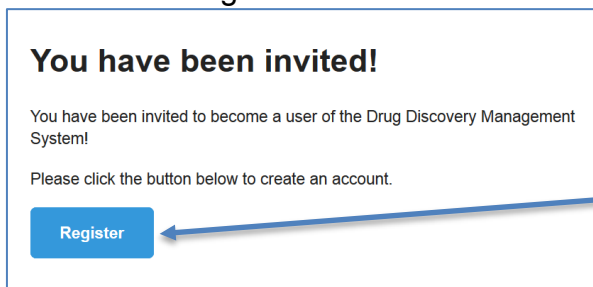 You have been invited!
You have been invited to become a user of the Drug Discovery Management
System!
Please click the button below to create an account.
Register